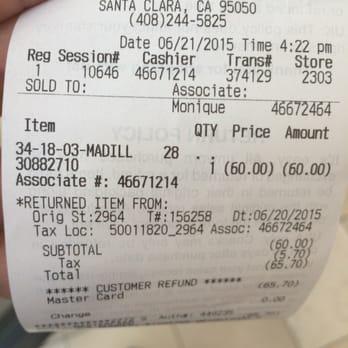 SANTA CLARA, CA 95050
(408)244-5825
Date 06/21/2015 Time 4:22 pm
Reg Session# Cashier Trans# Store
1 10646 46671214 374129 2303
SOLD TO: Associate:
Monique 46672464
Item QTY Price Amount
34-18-03-MADILL 28 . 1 (60.00) (60.00)
30882710
Associate #: 46671214
*RETURNED ITEM FROM:
Orig St:2964 T#:156258 Dt:06/20/2015
Tax Loc: 50011820_2964 Assoc: 46672464
SUBTOTAL (60.00)
Tax (5.70)
Total (65.70)
****** CUSTOMER REFUND ****** (65.70)
Master Card
Change 0.00